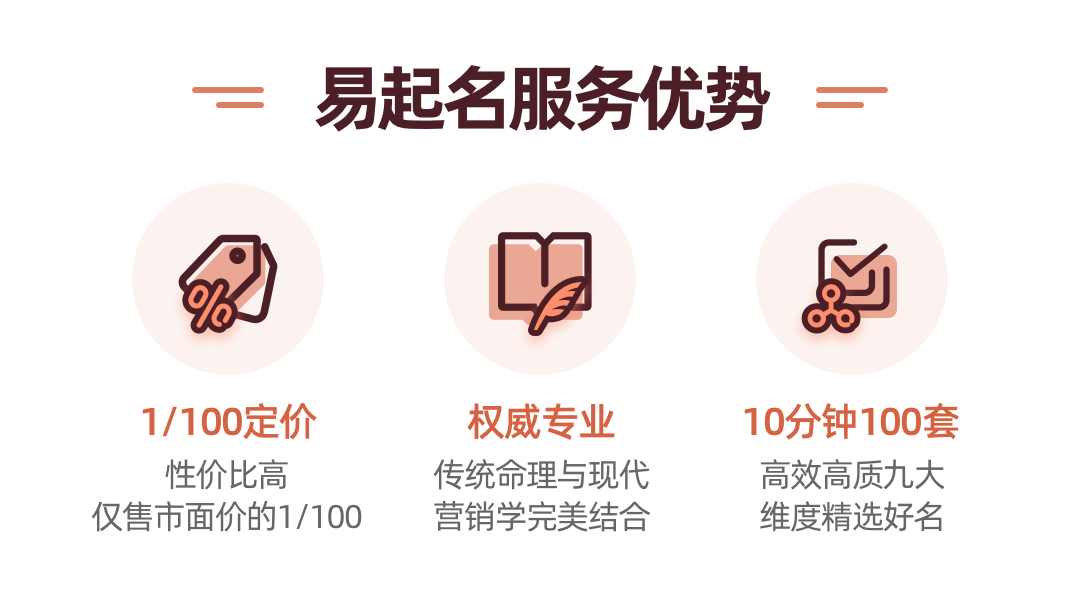 易起名服务优势
1/100定价
性价比高
仅售市面价的1/100
权威专业
传统命理与现代
营销学完美结合
10分钟100套
高效高质九大
维度精选好名